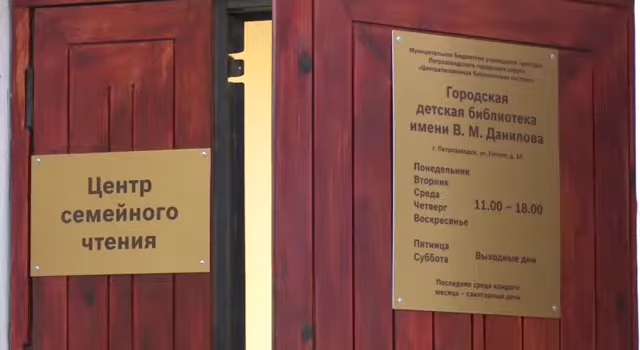 Центр
семейного
чтения
Муниципальное бюджетное учреждение культуры
Петрозаводского городского округа
«Централизованная библиотечная система»
Городская
детская библиотека
имени В. М. Данилова
г. Петрозаводск, ул.
Понедельник
Вторник
Среда
Четверг
Воскресенье
11.00 – 18.00
Пятница
Суббота
Выходные дни
Последняя среда каждого
месяца – санитарный день